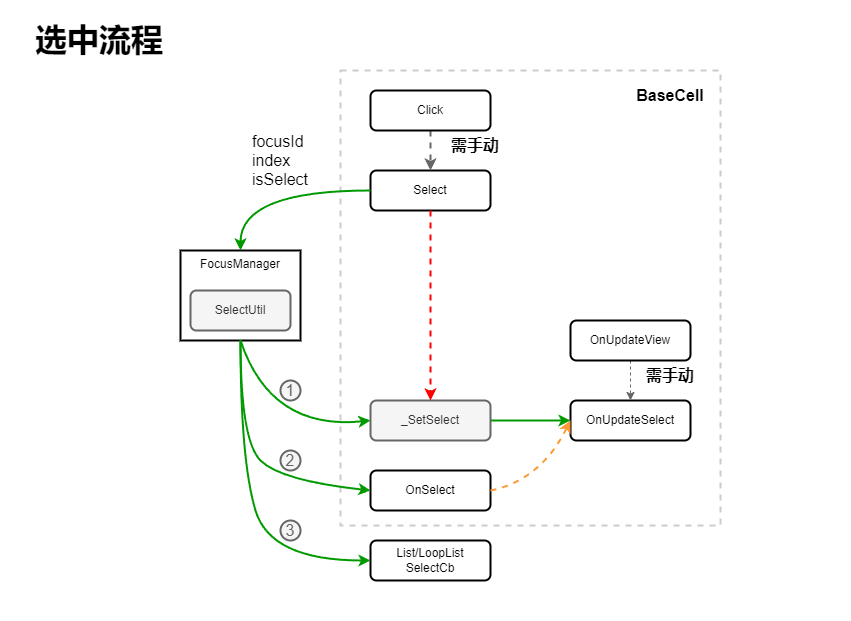 选中流程
BaseCell
Click
需手动
focusId
index
isSelect
Select
FocusManager
SelectUtil
OnUpdateView
需手动
1
_SetSelect
OnUpdateSelect
2
OnSelect
3
List/LoopList
SelectCb